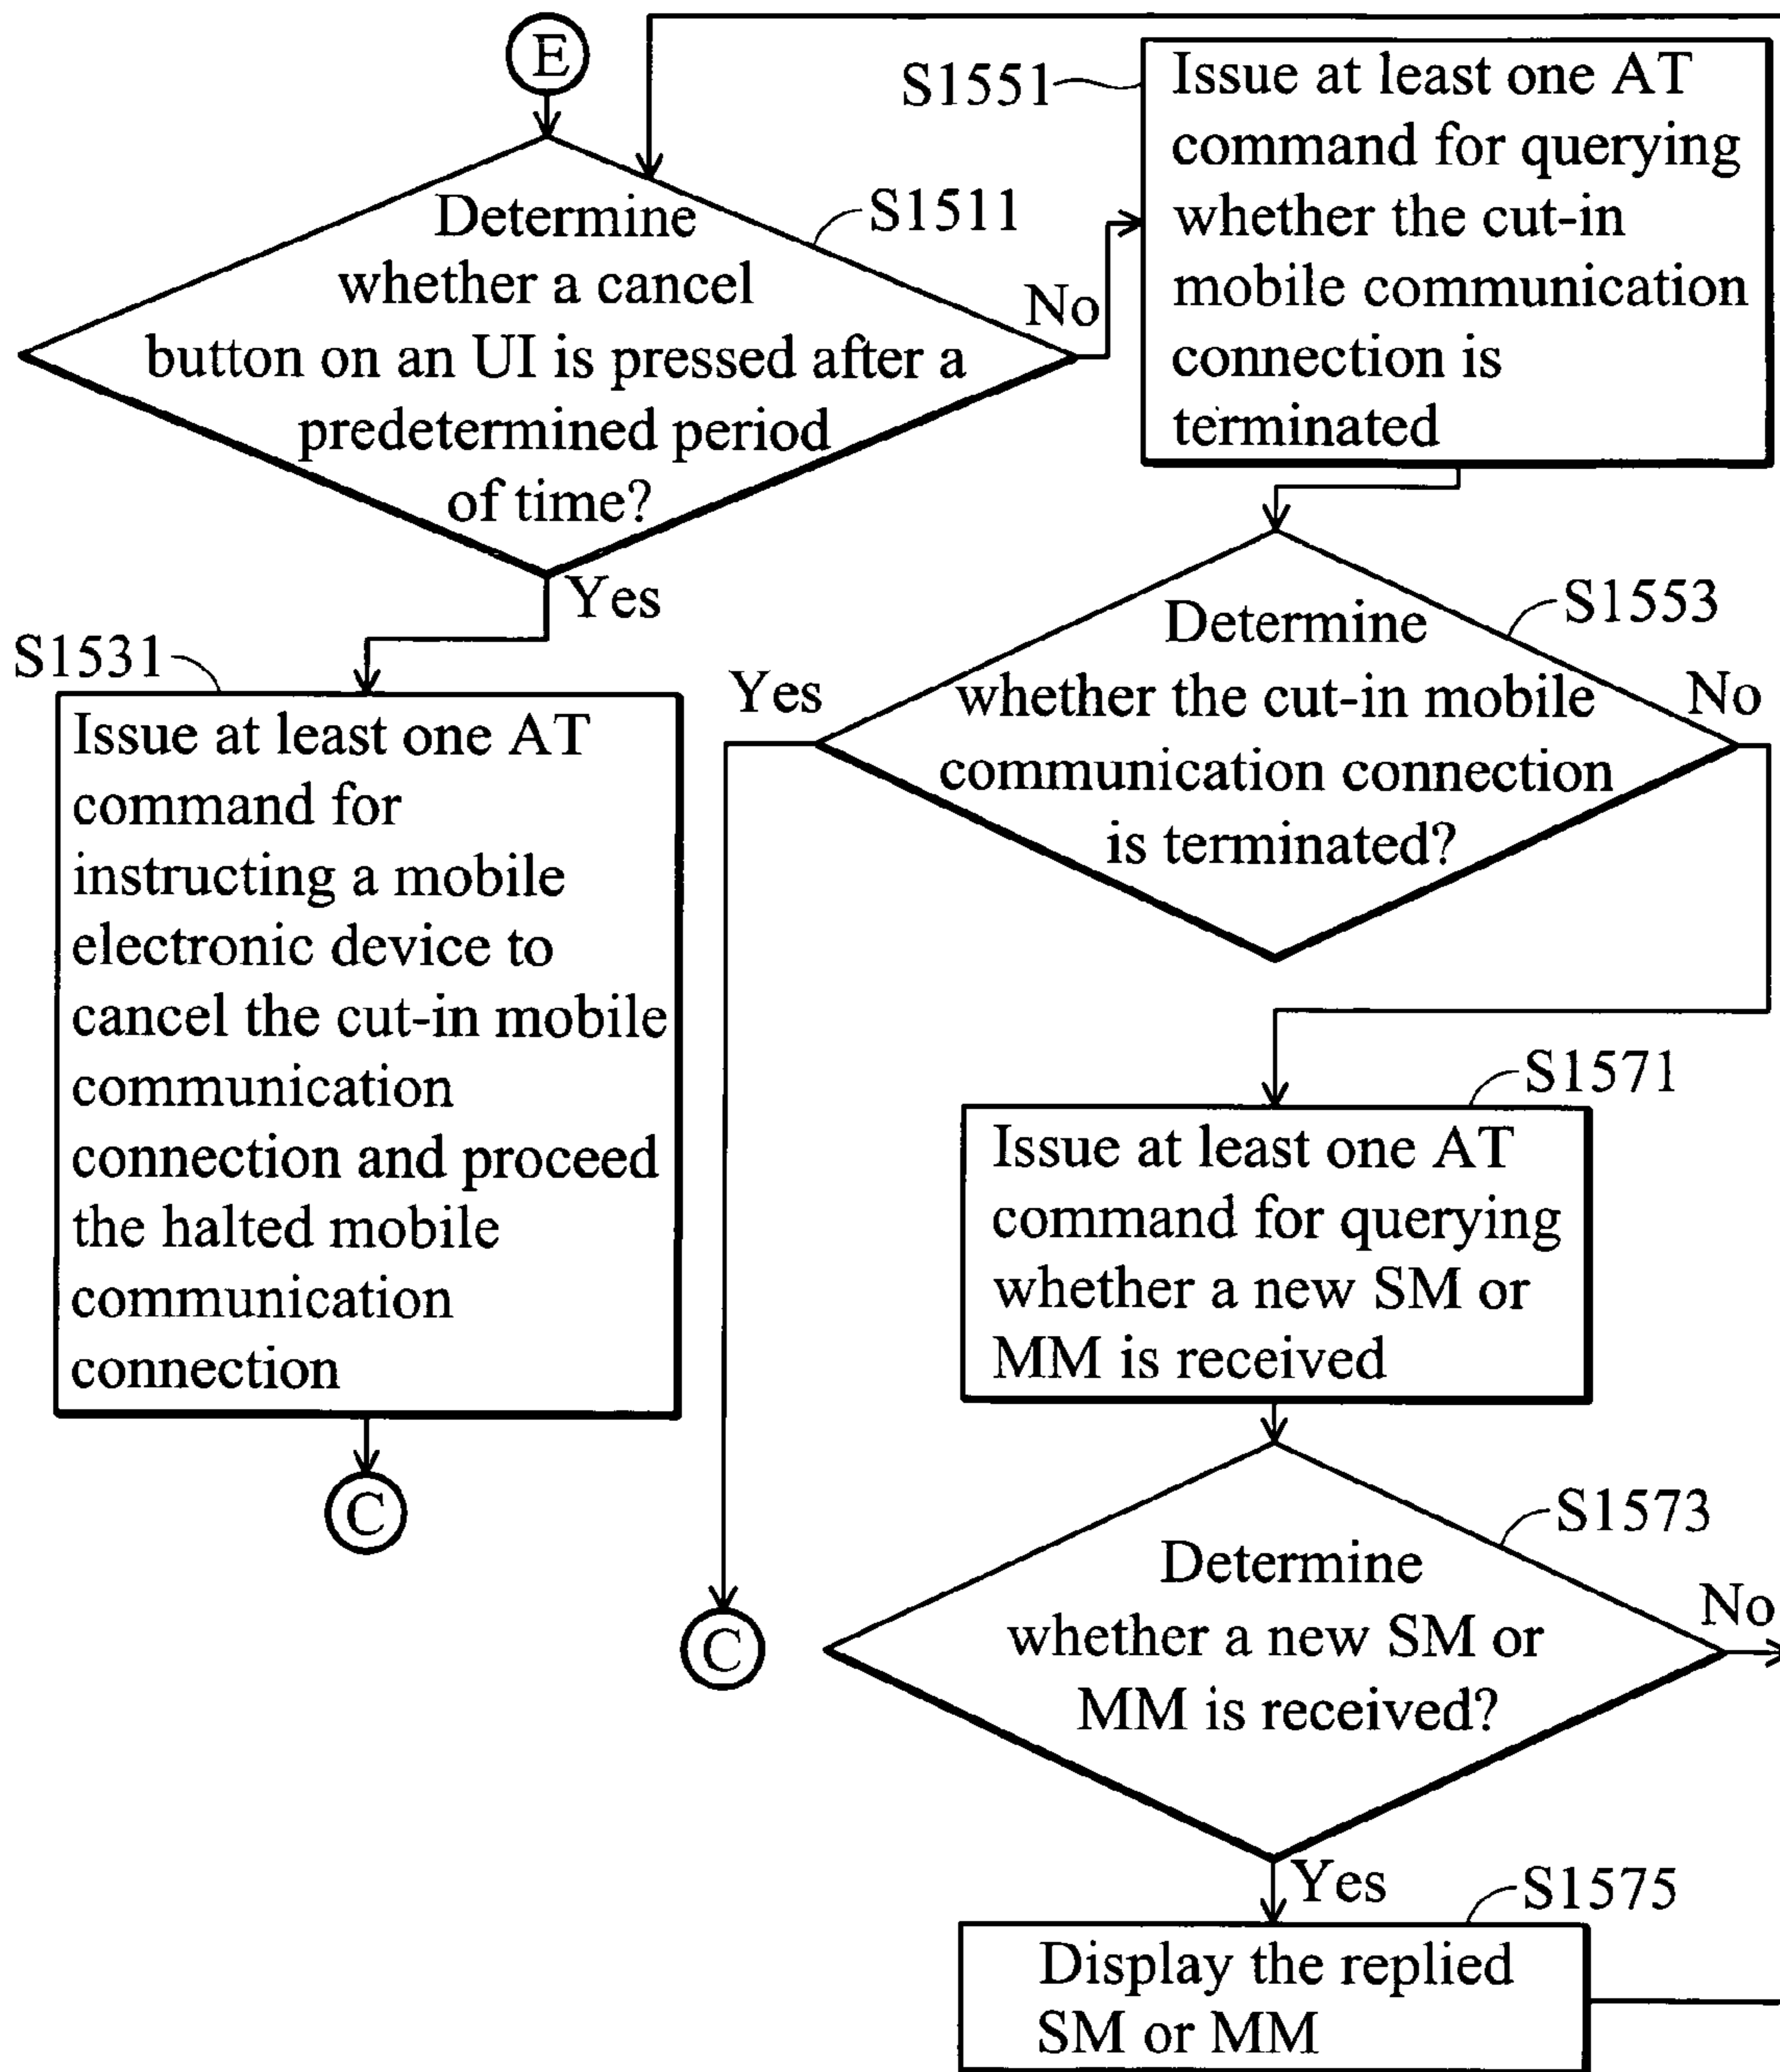 E
Determine
whether a cancel
button on an UI is pressed after a
predetermined period
of time?
S1511
No
Yes
S1551
Issue at least one AT
command for querying
whether the cut-in
mobile communication
connection is
terminated
S1531
Issue at least one AT
command for
instructing a mobile
electronic device to
cancel the cut-in mobile
communication
connection and proceed
the halted mobile
communication
connection
C
S1553
Determine
whether the cut-in mobile
communication connection
is terminated?
Yes
No
C
S1571
Issue at least one AT
command for querying
whether a new SM or
MM is received
S1573
Determine
whether a new SM or
MM is received?
No
Yes
S1575
Display the replied
SM or MM